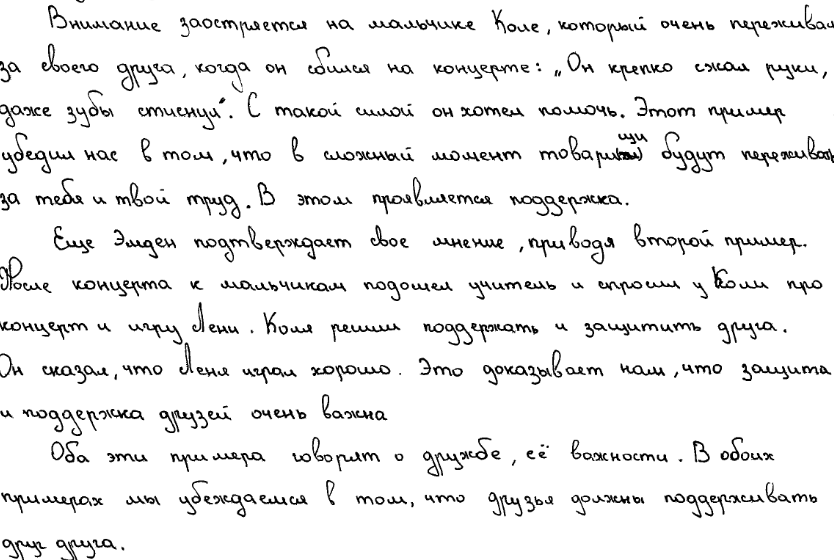 Внимание заостряется на мальчике Коле, который очень переживал
за своего друга, когда он сбился на концерте: „Он крепко сжал руки,
даже зубы стиснул“. С такой силой он хотел помочь. Этот пример
убедил нас в том, что в сложный момент товарищи будут переживать
за тебя и твой труд. В этом проявляется поддержка.
Еще Эмден подтверждает свое мнение, приводя второй пример.
После концерта к мальчикам подошел учитель и спросил у Коли про
концерт и игру Лени. Коля решил поддержать и защитить друга.
Он сказал, что Леня играл хорошо. Это доказывает нам, что защита
и поддержка друзей очень важна
Оба эти примера говорят о дружбе, её важности. В обоих
примерах мы убеждаемся в том, что друзья должны поддерживать
друг друга.